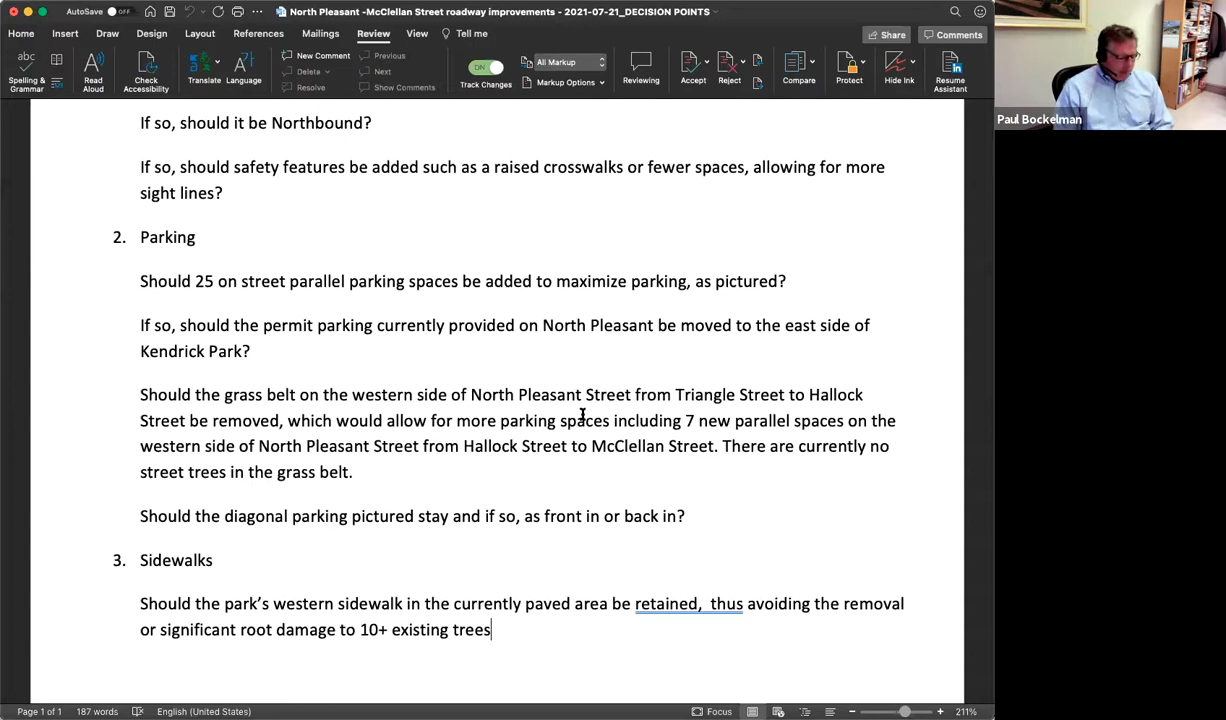 AutoSave OFF ··· North Pleasant -McClellan Street roadway improvements - 2021-07-21_DECISION POINTS
Home Insert Draw Design Layout References Mailings Review View Tell me Share Comments
abc Spelling & Grammar
Read Aloud
Check Accessibility
Translate
Language
New Comment
Delete
Resolve
Previous
Next
Show Comments
ON
Track Changes
All Markup
Markup Options
Reviewing
Accept
Reject
Compare
Protect
Hide Ink
Resume Assistant
Paul Bockelman
If so, should it be Northbound?
If so, should safety features be added such as a raised crosswalks or fewer spaces, allowing for more
sight lines?
2. Parking
Should 25 on street parallel parking spaces be added to maximize parking, as pictured?
If so, should the permit parking currently provided on North Pleasant be moved to the east side of
Kendrick Park?
Should the grass belt on the western side of North Pleasant Street from Triangle Street to Hallock
Street be removed, which would allow for more parking spaces including 7 new parallel spaces on the
western side of North Pleasant Street from Hallock Street to McClellan Street. There are currently no
street trees in the grass belt.
Should the diagonal parking pictured stay and if so, as front in or back in?
3. Sidewalks
Should the park’s western sidewalk in the currently paved area be retained,  thus avoiding the removal
or significant root damage to 10+ existing trees
Page 1 of 1 187 words English (United States) Focus 211%